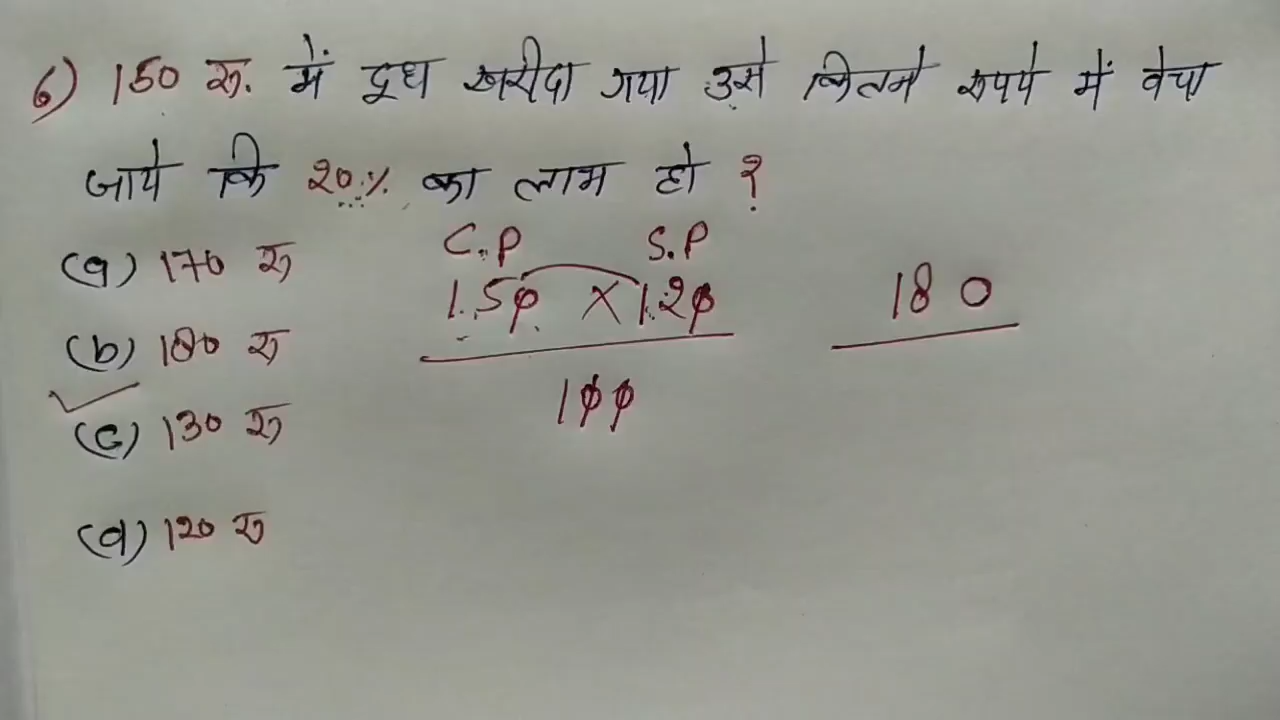 6) 150 रु. में दूध खरीदा गया उसे कितने रूपये में बेचा
जाये कि 20% का लाभ हो ?
(a) 170 रु
(b) 180 रु
(c) 130 रु
(d) 120 रु
C.P S.P
150 × 120
100
180